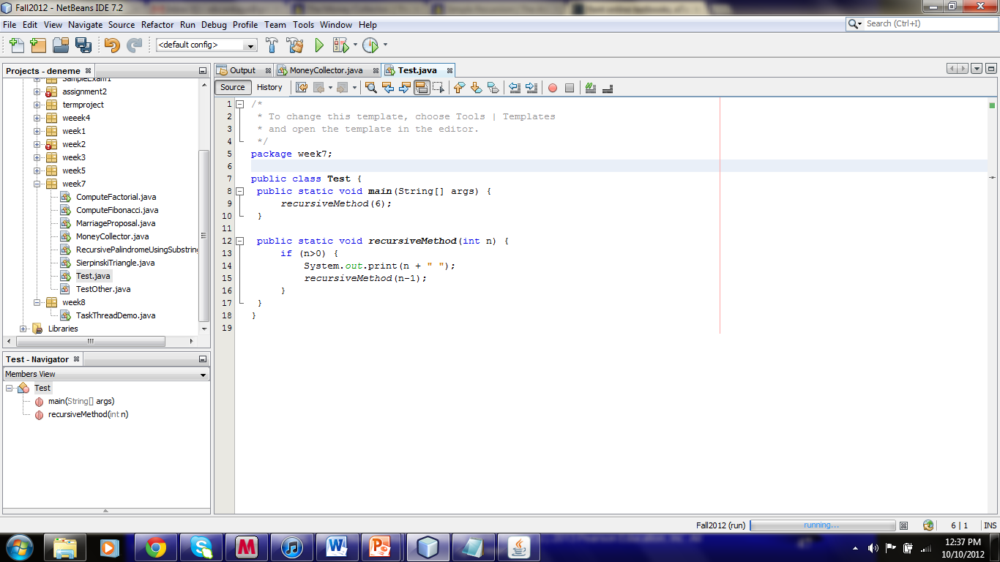 Fall2012 - NetBeans IDE 7.2
File Edit View Navigate Source Refactor Run Debug Profile Team Tools Window Help
Search (Ctrl+I)
<default config>
Projects - deneme
SampleExam1
assignment2
termproject
weeek4
week1
week2
week3
week5
week7
ComputeFactorial.java
ComputeFibonacci.java
MarriageProposal.java
MoneyCollector.java
RecursivePalindromeUsingSubstring
SierpinskiTriangle.java
Test.java
TestOther.java
week8
TaskThreadDemo.java
Libraries
Test - Navigator
Members View
Test
main(String[] args)
recursiveMethod(int n)
Output MoneyCollector.java Test.java
Source History
1 /*
2 * To change this template, choose Tools | Templates
3 * and open the template in the editor.
4 */
5 package week7;
6
7 public class Test {
8 public static void main(String[] args) {
9 recursiveMethod(6);
10 }
11
12 public static void recursiveMethod(int n) {
13 if (n>0) {
14 System.out.print(n + " ");
15 recursiveMethod(n-1);
16 }
17 }
18 }
19
Fall2012 (run) running... 6 | 1 INS
12:37 PM
10/10/2012